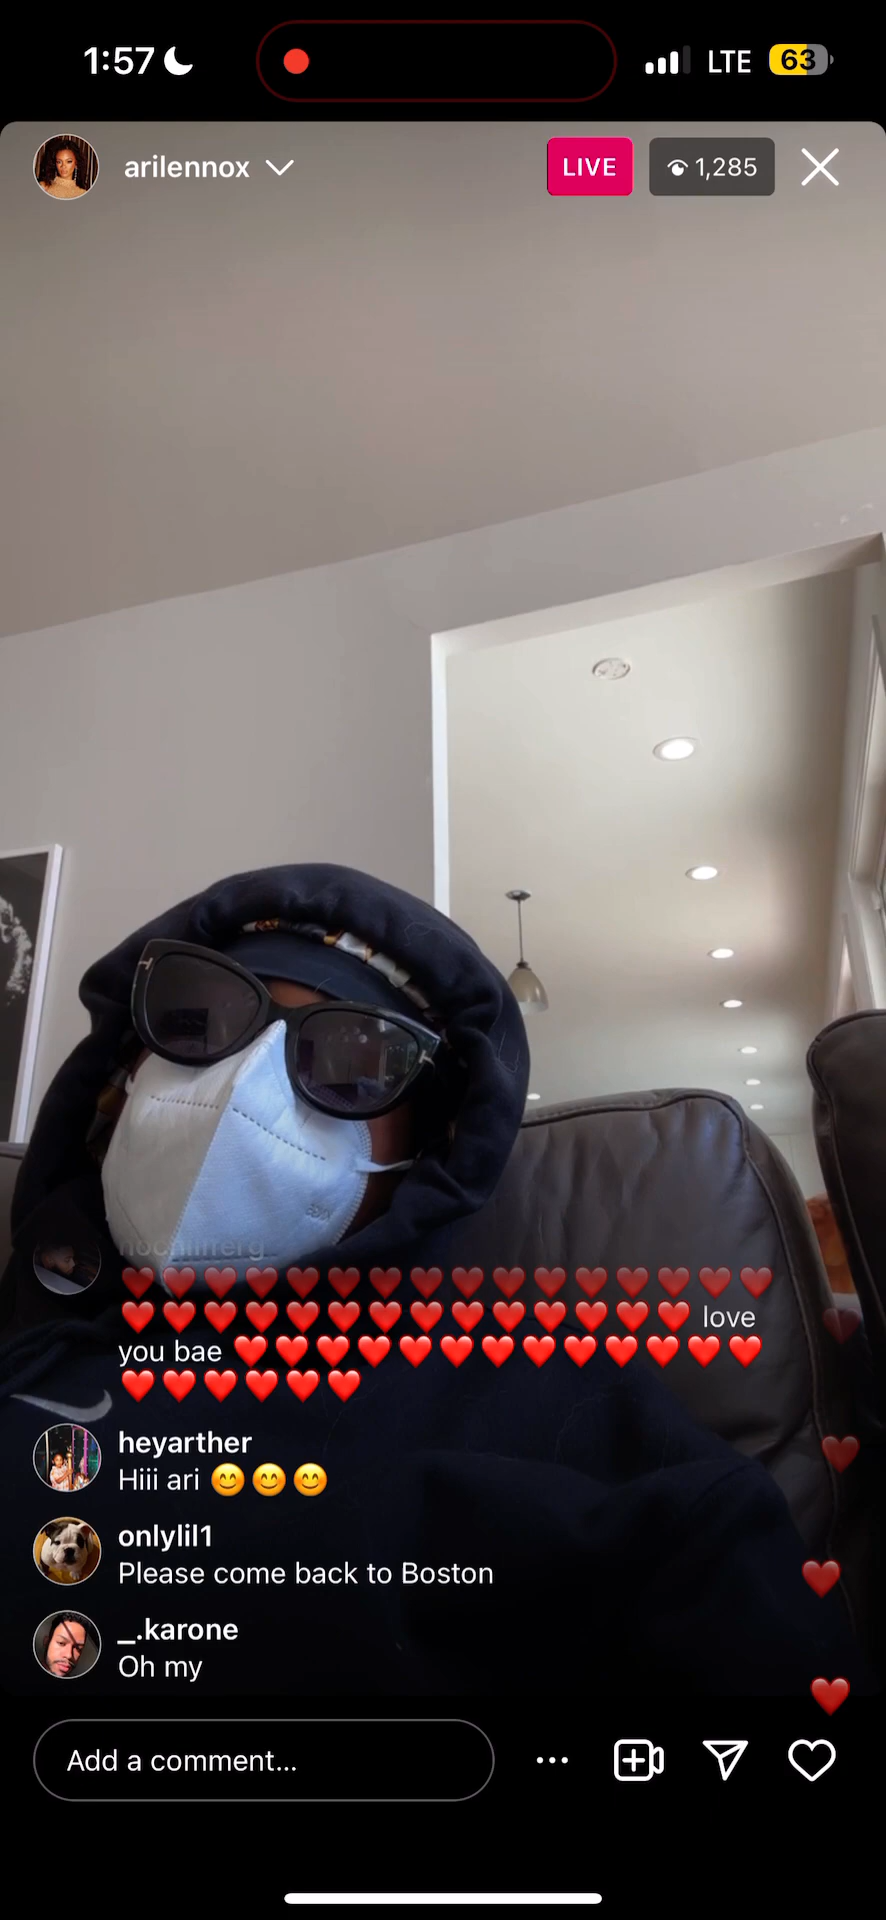 1:57
LTE
63
arilennox
LIVE
1,285
❤️❤️❤️❤️❤️❤️❤️❤️❤️❤️❤️❤️❤️❤️❤️❤️
❤️❤️❤️❤️❤️❤️❤️❤️❤️❤️❤️❤️❤️❤️ love
you bae ❤️❤️❤️❤️❤️❤️❤️❤️❤️❤️❤️❤️❤️
❤️❤️❤️❤️❤️❤️
heyarther
Hiii ari 😊😊😊
onlylil1
Please come back to Boston
_.karone
Oh my
Add a comment...